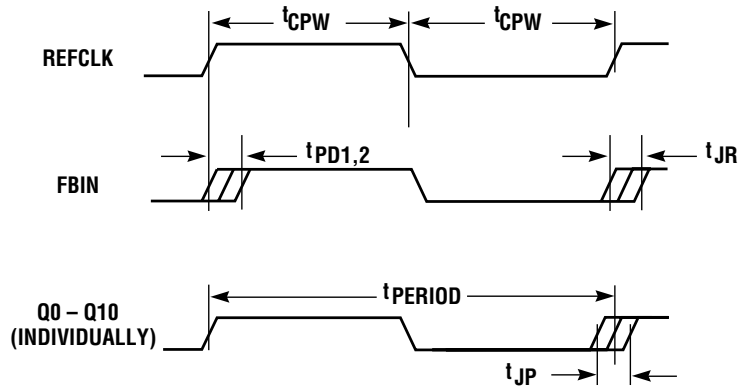 tCPW tCPW
REFCLK
tPD1,2 tJR
FBIN
tPERIOD
Q0 – Q10
(INDIVIDUALLY)
tJP